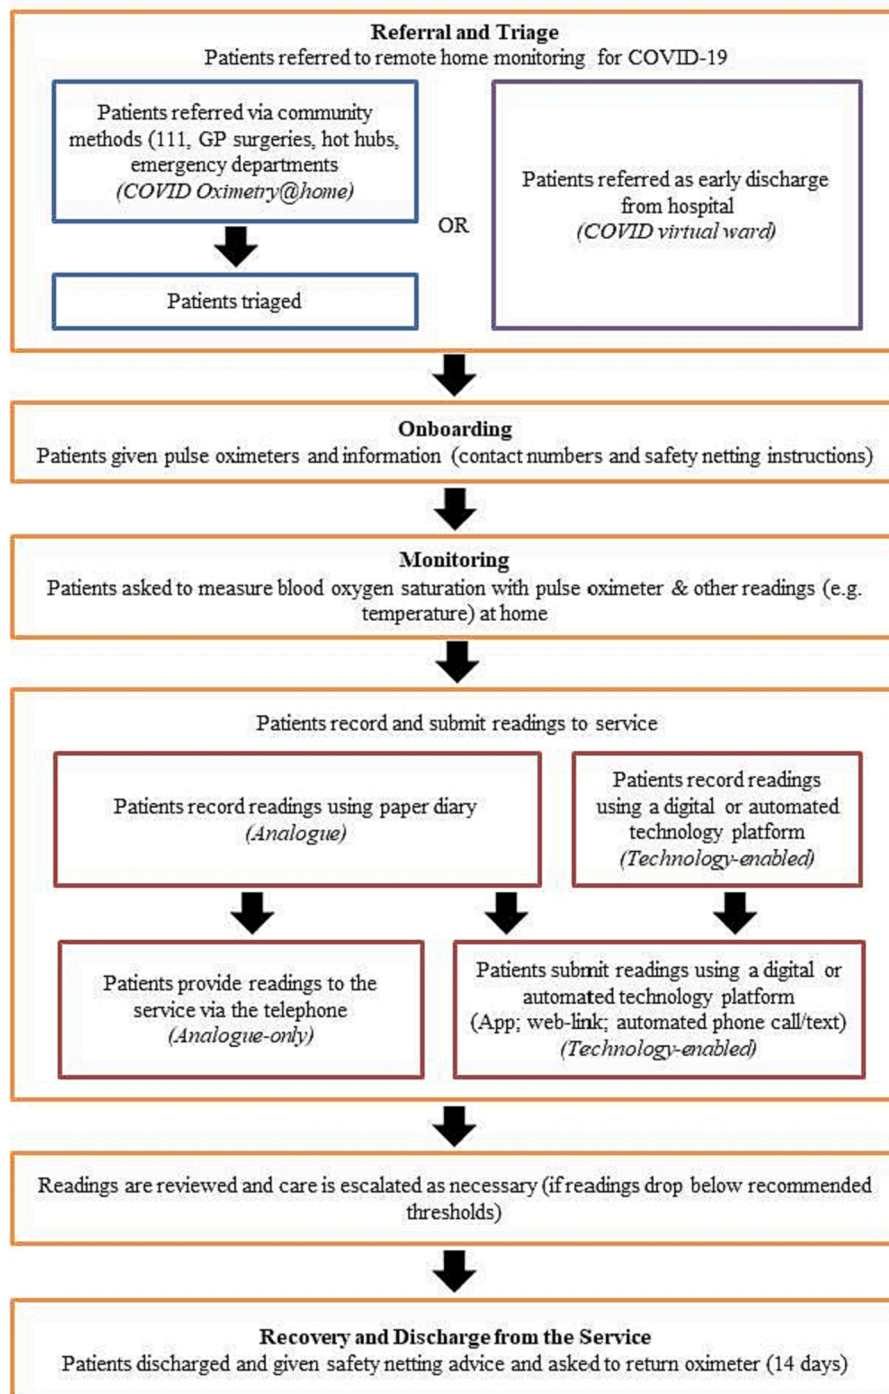 Referral and Triage
Patients referred to remote home monitoring for COVID-19
Patients referred via community
methods (111, GP surgeries, hot hubs,
emergency departments
(COVID Oximetry@home)
Patients triaged
OR
Patients referred as early discharge
from hospital
(COVID virtual ward)
Onboarding
Patients given pulse oximeters and information (contact numbers and safety netting instructions)
Monitoring
Patients asked to measure blood oxygen saturation with pulse oximeter & other readings (e.g.
temperature) at home
Patients record and submit readings to service
Patients record readings using paper diary
(Analogue)
Patients record readings
using a digital or automated
technology platform
(Technology-enabled)
Patients provide readings to the
service via the telephone
(Analogue-only)
Patients submit readings using a digital or
automated technology platform
(App; web-link; automated phone call/text)
(Technology-enabled)
Readings are reviewed and care is escalated as necessary (if readings drop below recommended
thresholds)
Recovery and Discharge from the Service
Patients discharged and given safety netting advice and asked to return oximeter (14 days)